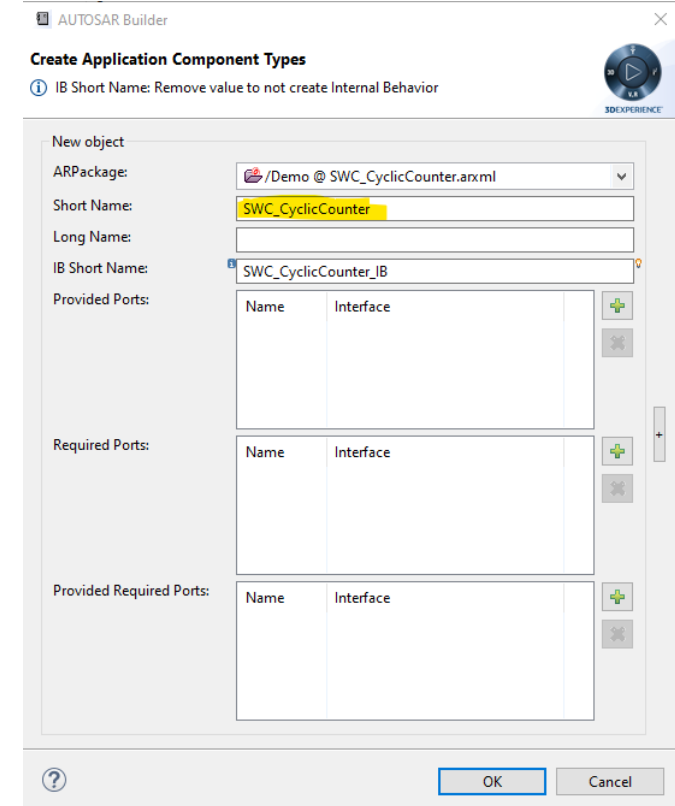 AUTOSAR Builder
Create Application Component Types
IB Short Name: Remove value to not create Internal Behavior
3DEXPERIENCE
New object
ARPackage: /Demo @ SWC_CyclicCounter.arxml
Short Name: SWC_CyclicCounter
Long Name:
IB Short Name: SWC_CyclicCounter_IB
Provided Ports: Name Interface
Required Ports: Name Interface
Provided Required Ports: Name Interface
OK Cancel